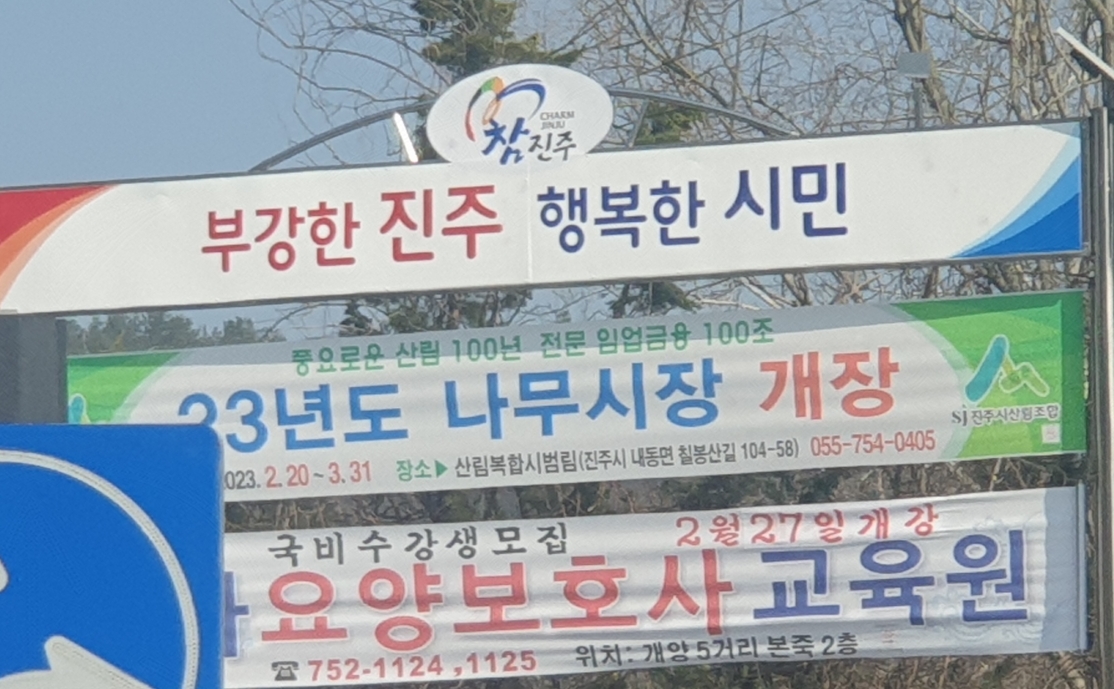 참진주
CHARM
JINJU
부강한 진주 행복한 시민
풍요로운 산림 100년 전문 임업금융 100조
23년도 나무시장 개장
SJ 진주시산림조합
023. 2. 20 ~ 3. 31 장소▶ 산림복합시범림(진주시 내동면 칠봉산길 104-58) 055-754-0405
국비수강생모집 2월27일개강
요양보호사교육원
☎ 752-1124 , 1125 위치: 개양5거리 본죽 2층